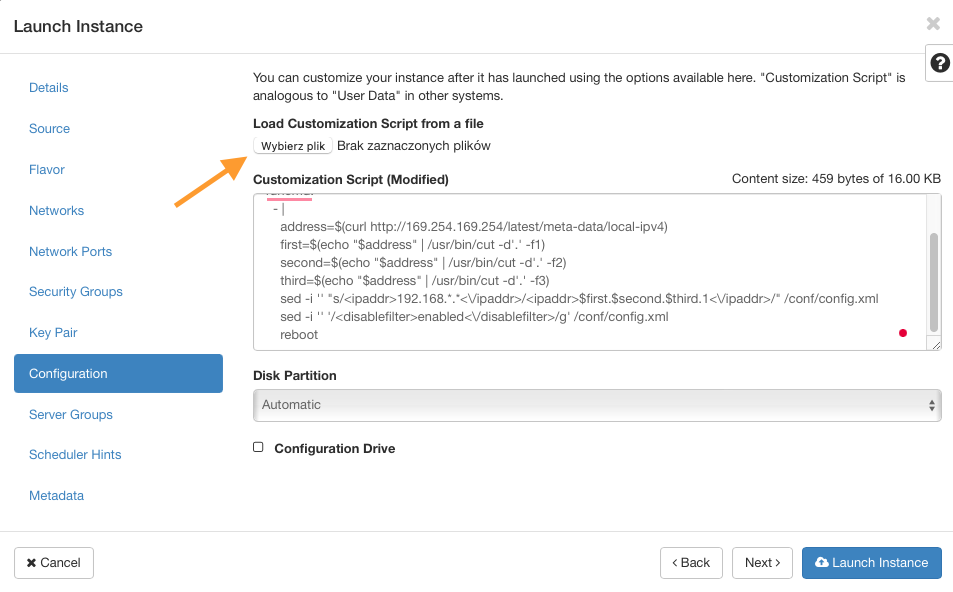 Launch Instance
Details
Source
Flavor
Networks
Network Ports
Security Groups
Key Pair
Configuration
Server Groups
Scheduler Hints
Metadata
You can customize your instance after it has launched using the options available here. "Customization Script" is
analogous to "User Data" in other systems.
Load Customization Script from a file
Wybierz plik Brak zaznaczonych plików
Customization Script (Modified)
Content size: 459 bytes of 16.00 KB
- |
address=$(curl http://169.254.169.254/latest/meta-data/local-ipv4)
first=$(echo "$address" | /usr/bin/cut -d'.' -f1)
second=$(echo "$address" | /usr/bin/cut -d'.' -f2)
third=$(echo "$address" | /usr/bin/cut -d'.' -f3)
sed -i '' "s/<ipaddr>192.168.*.*<\/ipaddr>/<ipaddr>$first.$second.$third.1<\/ipaddr>/" /conf/config.xml
sed -i '' '/<disablefilter>enabled<\/disablefilter>/g' /conf/config.xml
reboot
Disk Partition
Automatic
Configuration Drive
Cancel
Back
Next
Launch Instance